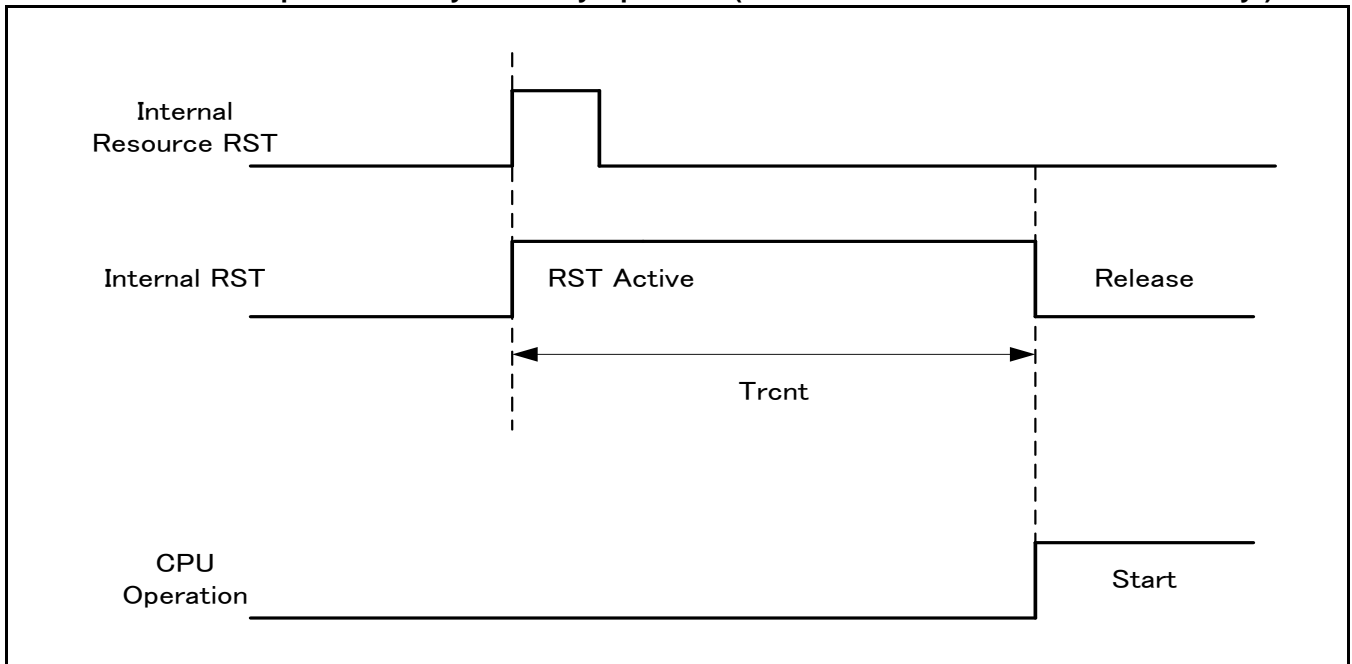 Internal
Resource RST
Internal RST
RST Active
Release
Trcnt
CPU
Operation
Start